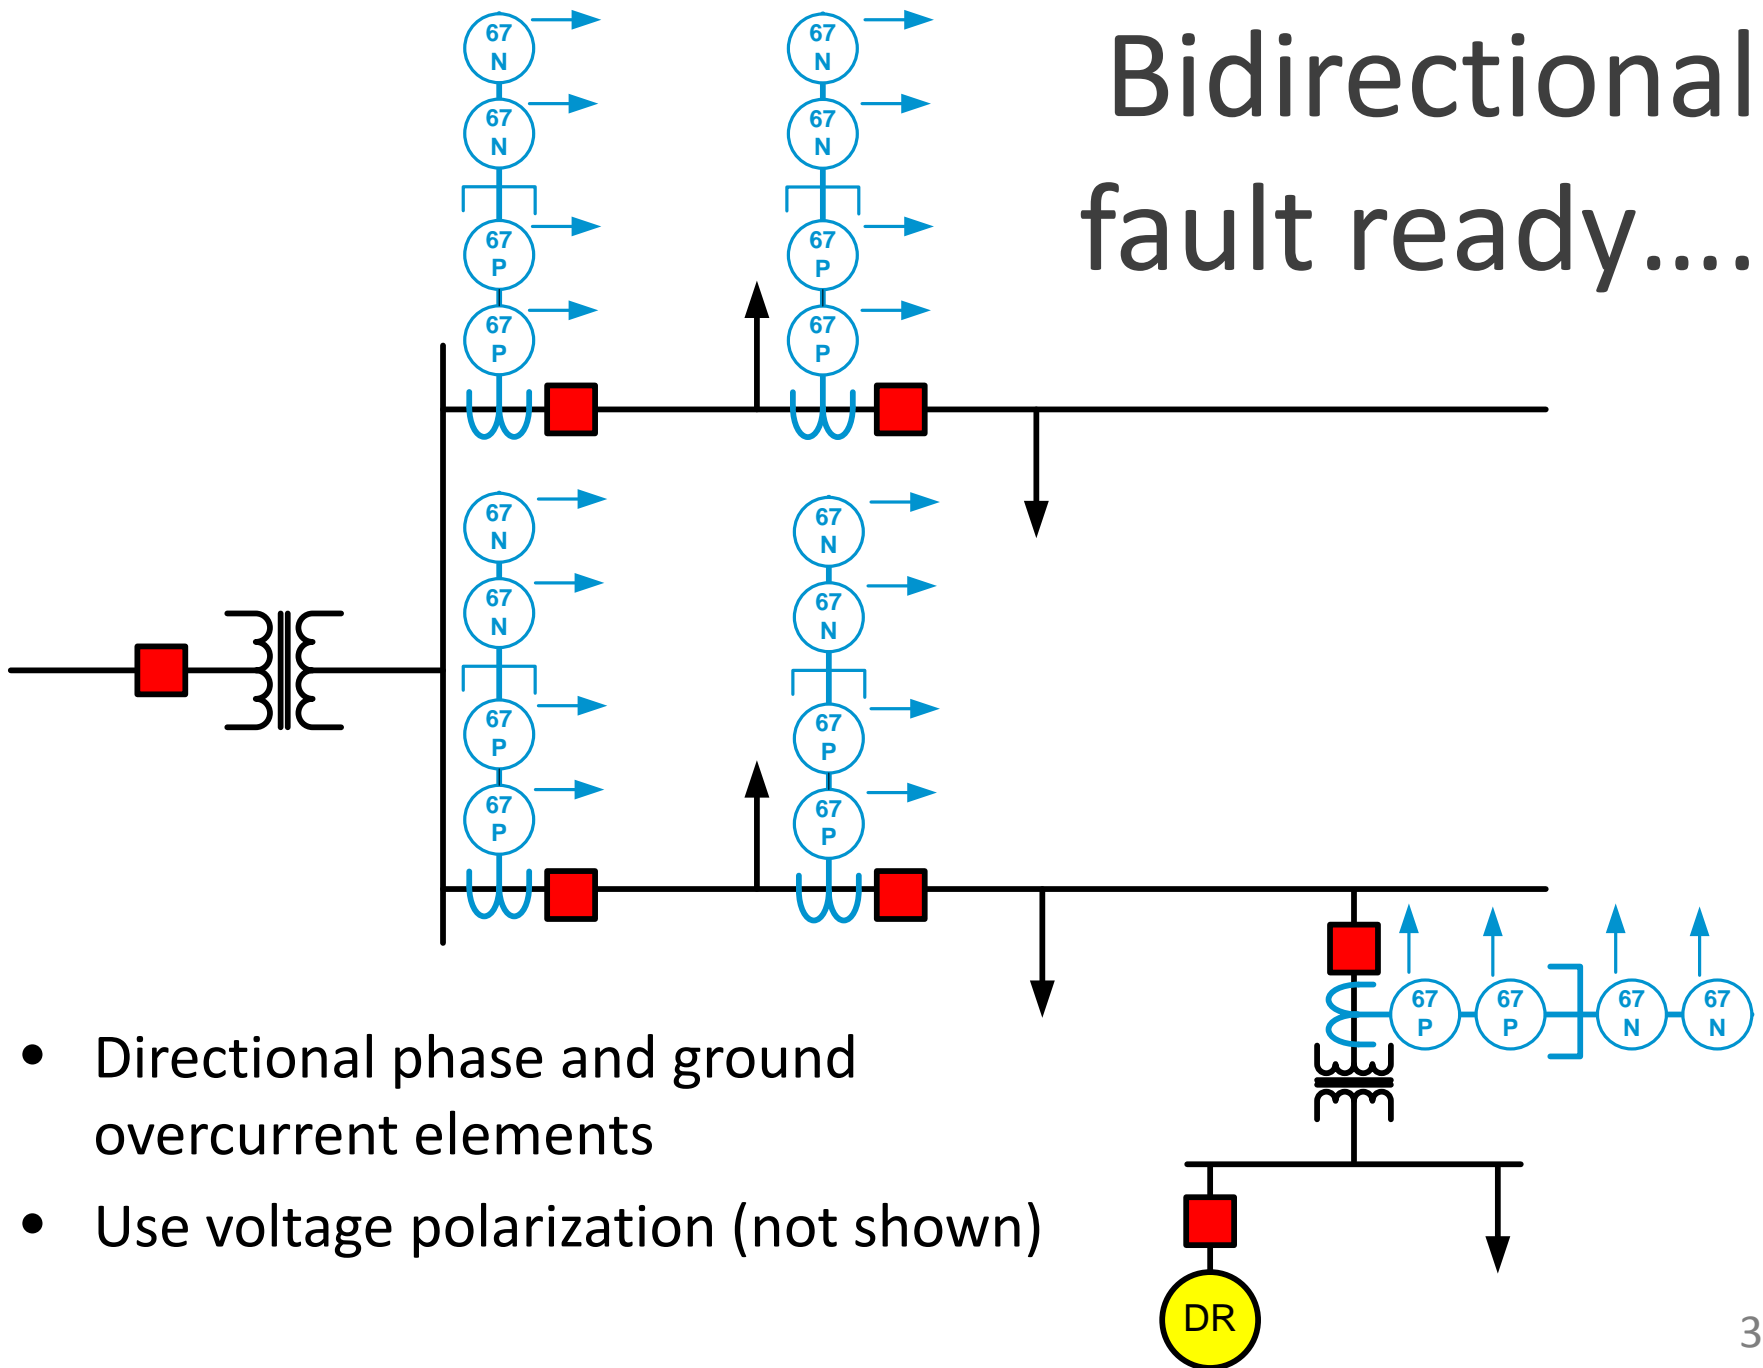 Bidirectional
fault ready....
67
N
67
N
67
N
67
N
67
P
67
P
67
P
67
P
67
N
67
N
67
N
67
N
67
P
67
P
67
P
67
P
67
P
67
P
67
N
67
N
• Directional phase and ground
overcurrent elements
• Use voltage polarization (not shown)
DR
3